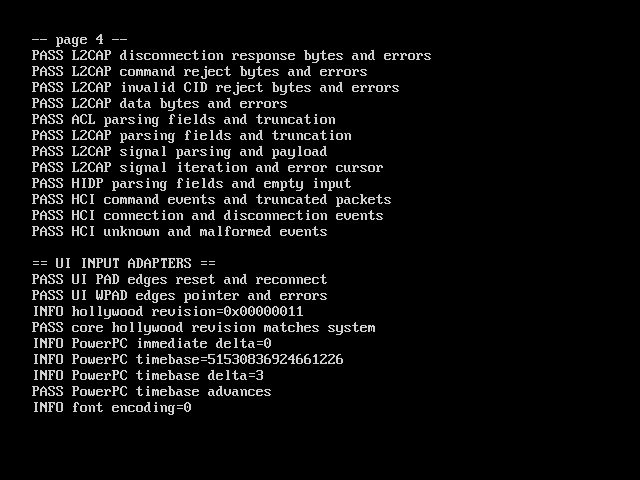 -- page 4 --
PASS L2CAP disconnection response bytes and errors
PASS L2CAP command reject bytes and errors
PASS L2CAP invalid CID reject bytes and errors
PASS L2CAP data bytes and errors
PASS ACL parsing fields and truncation
PASS L2CAP parsing fields and truncation
PASS L2CAP signal parsing and payload
PASS L2CAP signal iteration and error cursor
PASS HIDP parsing fields and empty input
PASS HCI command events and truncated packets
PASS HCI connection and disconnection events
PASS HCI unknown and malformed events
== UI INPUT ADAPTERS ==
PASS UI PAD edges reset and reconnect
PASS UI WPAD edges pointer and errors
INFO hollywood revision=0x00000011
PASS core hollywood revision matches system
INFO PowerPC immediate delta=0
INFO PowerPC timebase=51530836924661226
INFO PowerPC timebase delta=3
PASS PowerPC timebase advances
INFO font encoding=0